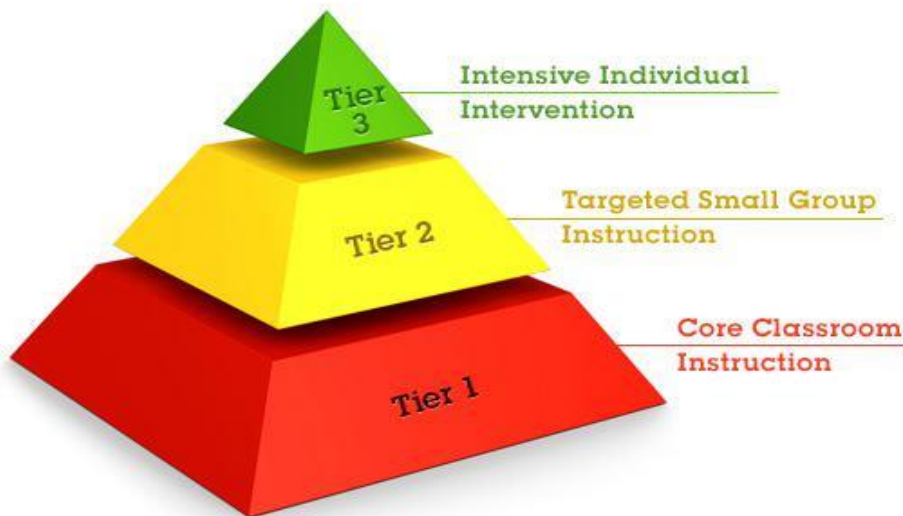 Tier
3
Intensive Individual
Intervention
Tier 2
Targeted Small Group
Instruction
Tier 1
Core Classroom
Instruction